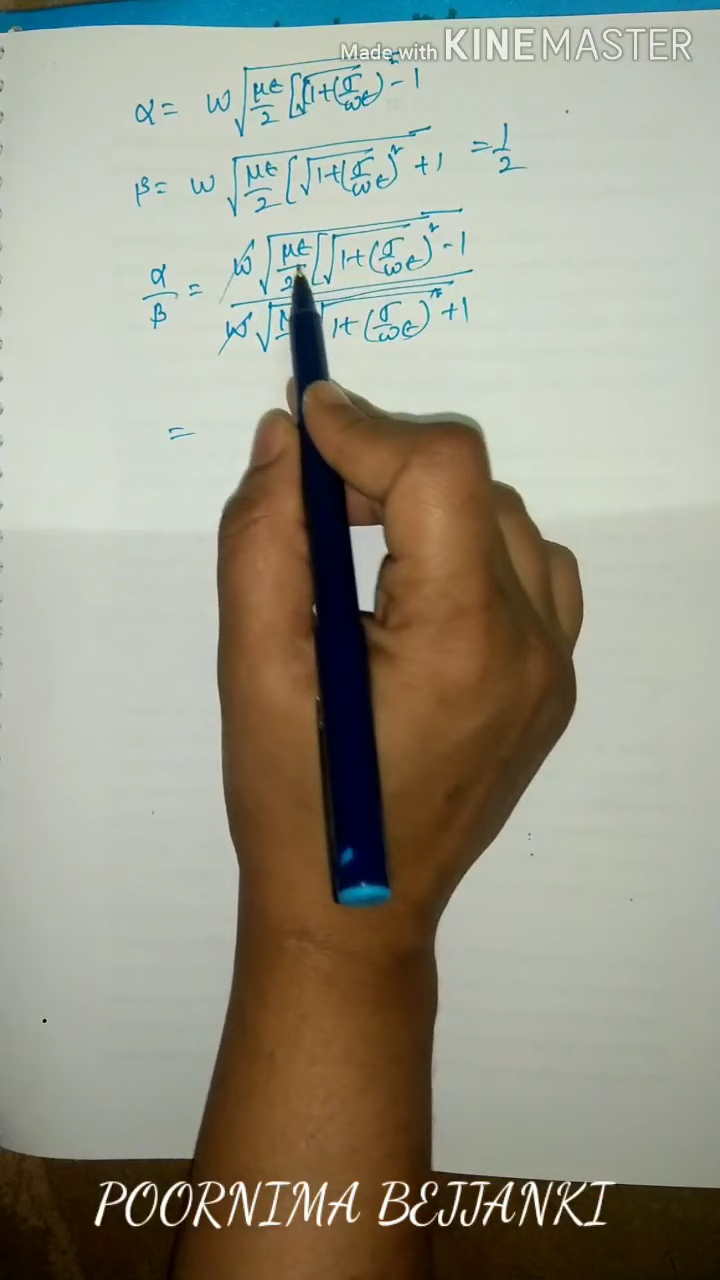 Made with KINEMASTER
α = ω√(με/2 [√(1+(σ/ωε)²) - 1
β = ω√(με/2 [√(1+(σ/ωε)²) + 1 = 1/2
α/β = ω√(με/2 [√(1+(σ/ωε)²) - 1
ω√ 1+(σ/ωε)² + 1
=
POORNIMA BEJJANKI